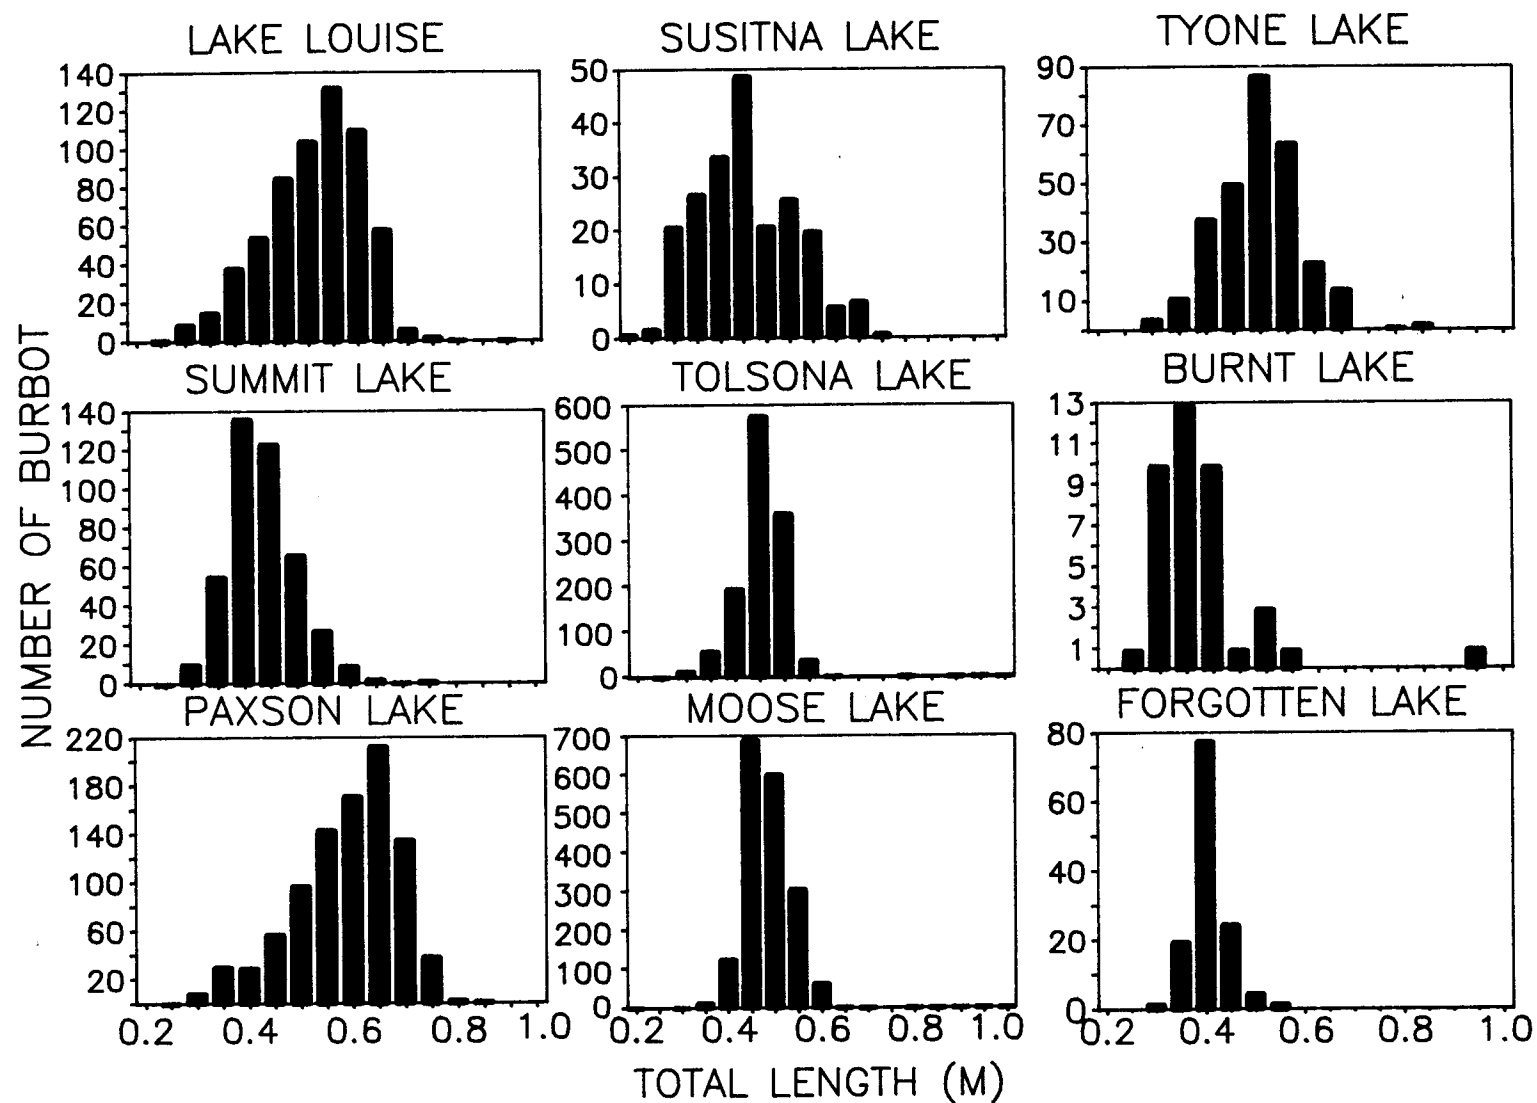 LAKE LOUISE SUSITNA LAKE TYONE LAKE
140 120 100 80 60 40 20 0
50 40 30 20 10 0
90 70 50 30 10
SUMMIT LAKE TOLSONA LAKE BURNT LAKE
140 120 100 80 60 40 20 0
600 500 400 300 200 100 0
13 11 9 7 5 3 1
PAXSON LAKE MOOSE LAKE FORGOTTEN LAKE
220 180 140 100 60 20
700 600 500 400 300 200 100 0
80 60 40 20 0
0.2 0.4 0.6 0.8 1.0 0.2 0.4 0.6 0.8 1.0 0.2 0.4 0.6 0.8 1.0
NUMBER OF BURBOT
TOTAL LENGTH (M)